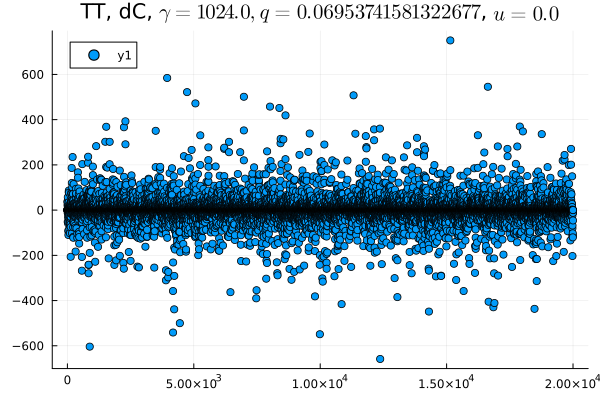 TT, dC, γ = 1024.0, q = 0.06953741581322677, u = 0.0
y1
600
400
200
0
−200
−400
−600
0 5.00×10³ 1.00×10⁴ 1.50×10⁴ 2.00×10⁴